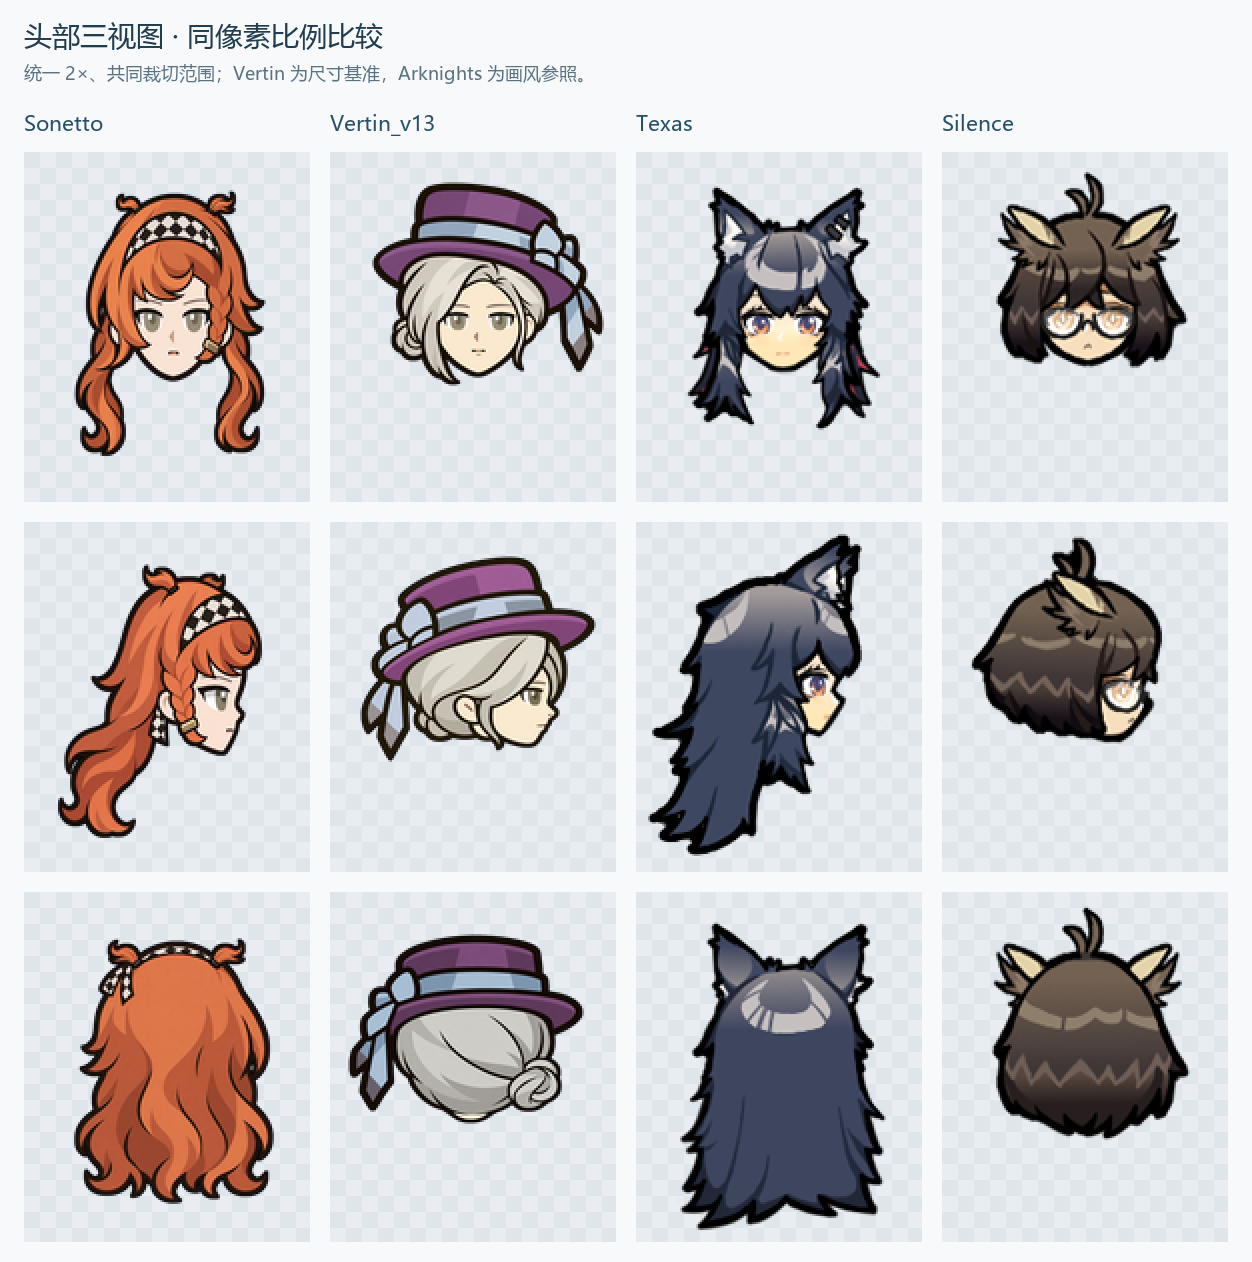 头部三视图 · 同像素比例比较
统一 2×、共同裁切范围；Vertin 为尺寸基准，Arknights 为画风参照。
Sonetto
Vertin_v13
Texas
Silence